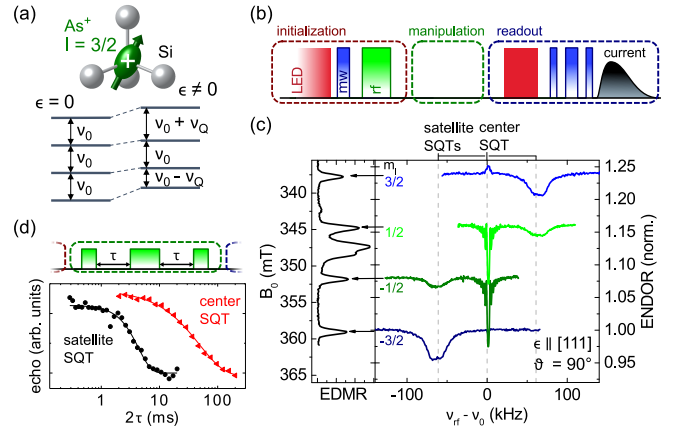 (a)
As+
I = 3/2
Si
+
ϵ = 0
ϵ ≠ 0
ν0
ν0
ν0
ν0 + νQ
ν0
ν0 - νQ
(b)
initialization
manipulation
readout
LED
mw
rf
current
(c)
satellite SQTs
center SQT
mI
3/2
1/2
-1/2
-3/2
340
345
350
355
360
365
B0 (mT)
EDMR
-100
0
100
νrf - ν0 (kHz)
1.25
1.20
1.15
1.10
1.05
1.00
0.95
ENDOR (norm.)
ϵ || [111]
ϑ = 90°
(d)
τ
τ
echo (arb. units)
satellite
SQT
center
SQT
1
10
100
2τ (ms)